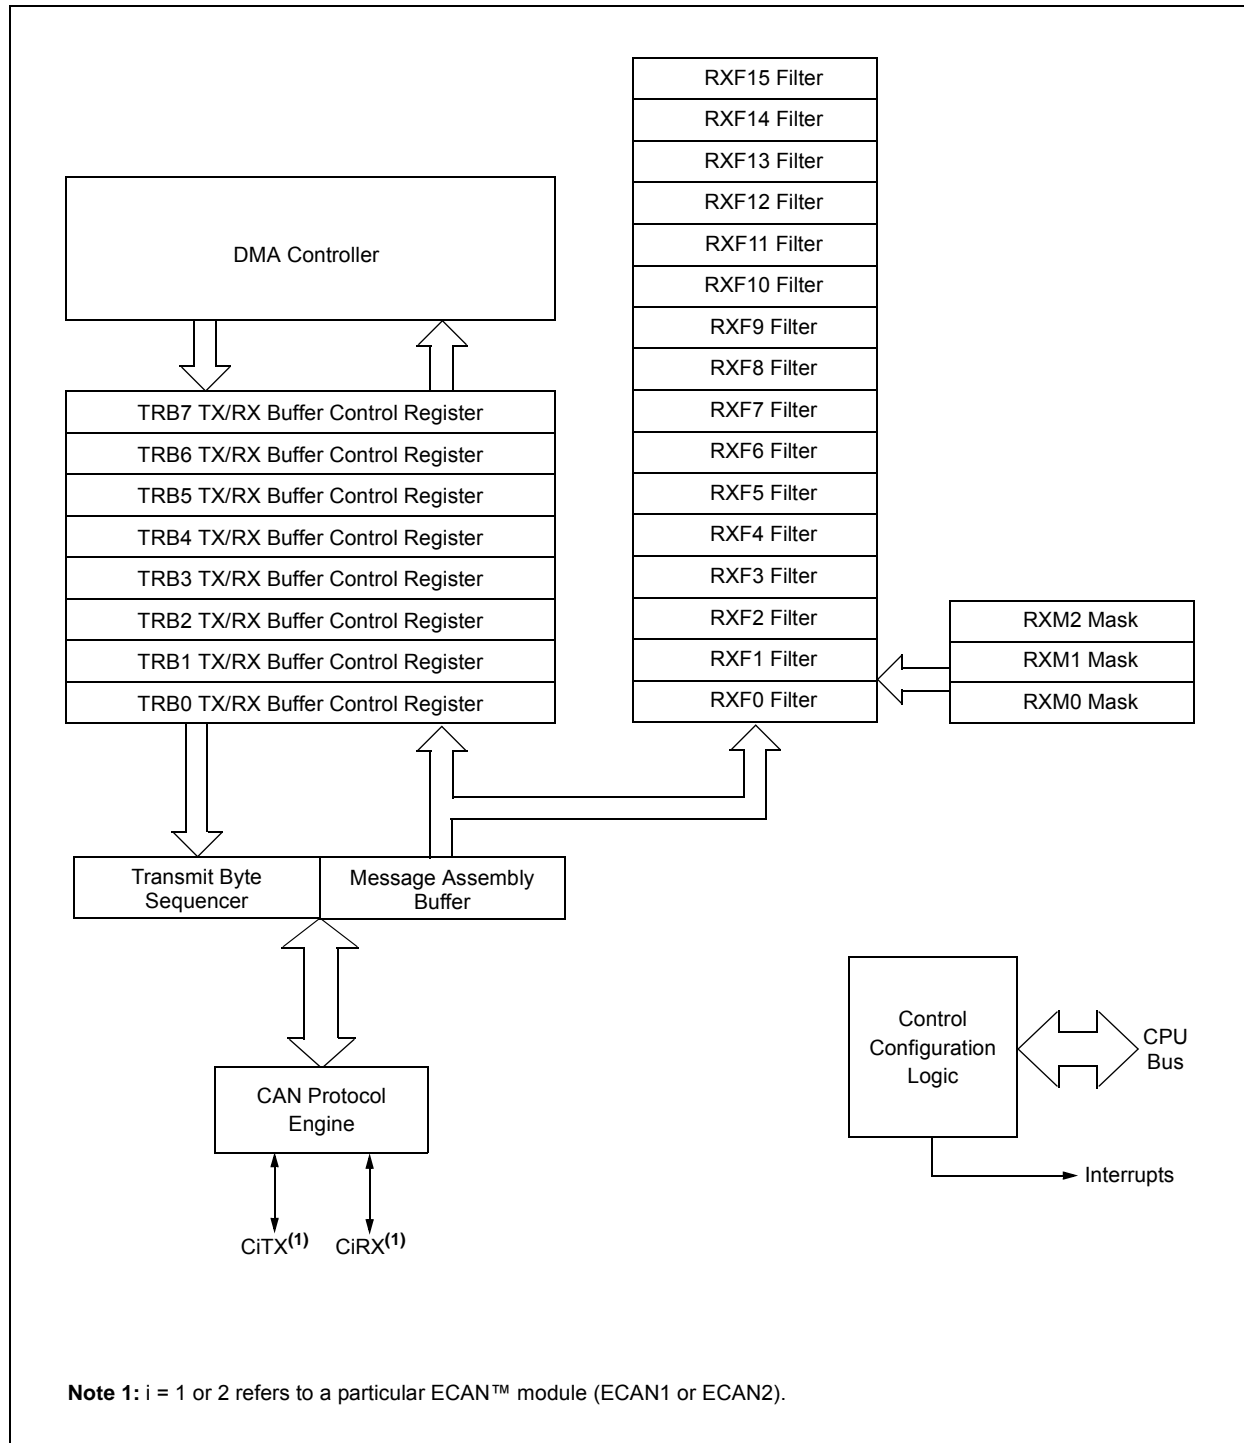 RXF15 Filter
RXF14 Filter
RXF13 Filter
RXF12 Filter
RXF11 Filter
RXF10 Filter
RXF9 Filter
RXF8 Filter
RXF7 Filter
RXF6 Filter
RXF5 Filter
RXF4 Filter
RXF3 Filter
RXF2 Filter
RXF1 Filter
RXF0 Filter
DMA Controller
TRB7 TX/RX Buffer Control Register
TRB6 TX/RX Buffer Control Register
TRB5 TX/RX Buffer Control Register
TRB4 TX/RX Buffer Control Register
TRB3 TX/RX Buffer Control Register
TRB2 TX/RX Buffer Control Register
TRB1 TX/RX Buffer Control Register
TRB0 TX/RX Buffer Control Register
RXM2 Mask
RXM1 Mask
RXM0 Mask
Transmit Byte
Sequencer
Message Assembly
Buffer
CAN Protocol
Engine
CiTX(1)
CiRX(1)
Control
Configuration
Logic
CPU
Bus
Interrupts
Note 1: i = 1 or 2 refers to a particular ECAN™ module (ECAN1 or ECAN2).